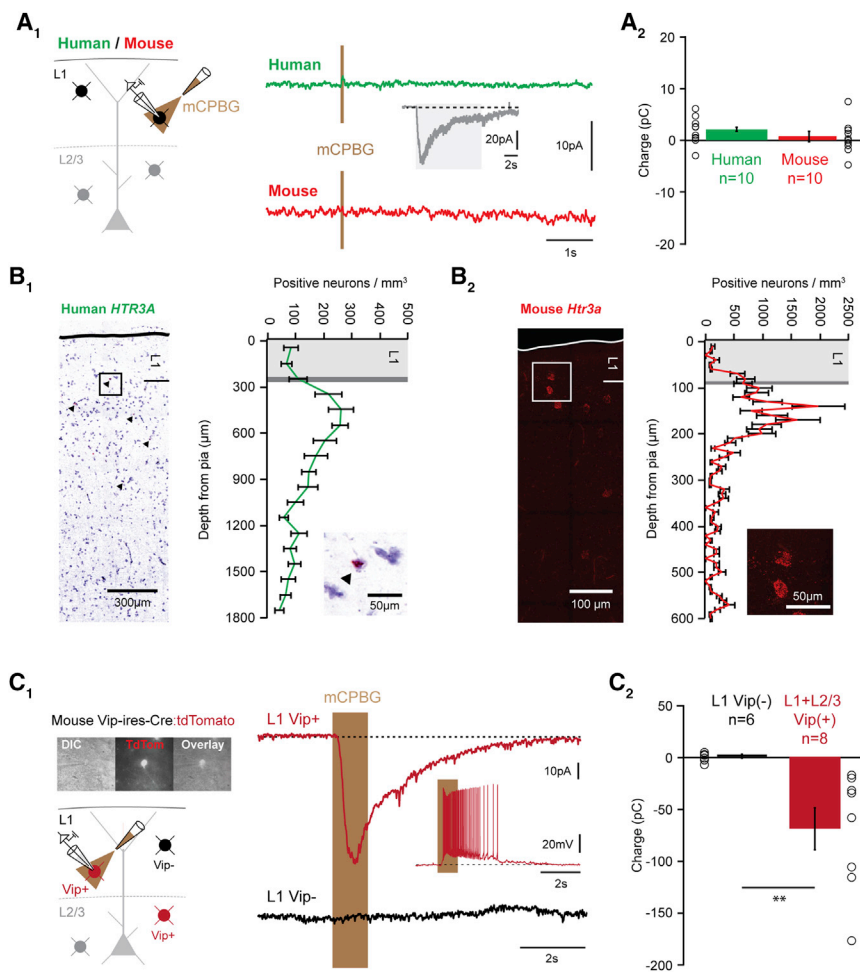 A1
Human / Mouse
L1
mCPBG
L2/3
Human
mCPBG
20pA
2s
10pA
Mouse
1s
A2
Charge (pC)
20
10
0
-10
-20
Human
n=10
Mouse
n=10
B1
Human HTR3A
L1
300µm
Positive neurons / mm3
0
100
200
300
400
500
L1
Depth from pia (µm)
0
300
600
900
1200
1500
1800
50µm
B2
Mouse Htr3a
L1
100 µm
Positive neurons / mm3
0
500
1000
1500
2000
2500
L1
Depth from pia (µm)
0
100
200
300
400
500
600
50µm
C1
Mouse Vip-ires-Cre:tdTomato
DIC
TdTom
Overlay
L1
Vip+
Vip-
L2/3
Vip+
mCPBG
L1 Vip+
10pA
20mV
2s
L1 Vip-
2s
C2
Charge (pC)
50
0
-50
-100
-150
-200
L1 Vip(-)
n=6
L1+L2/3
Vip(+)
n=8
**